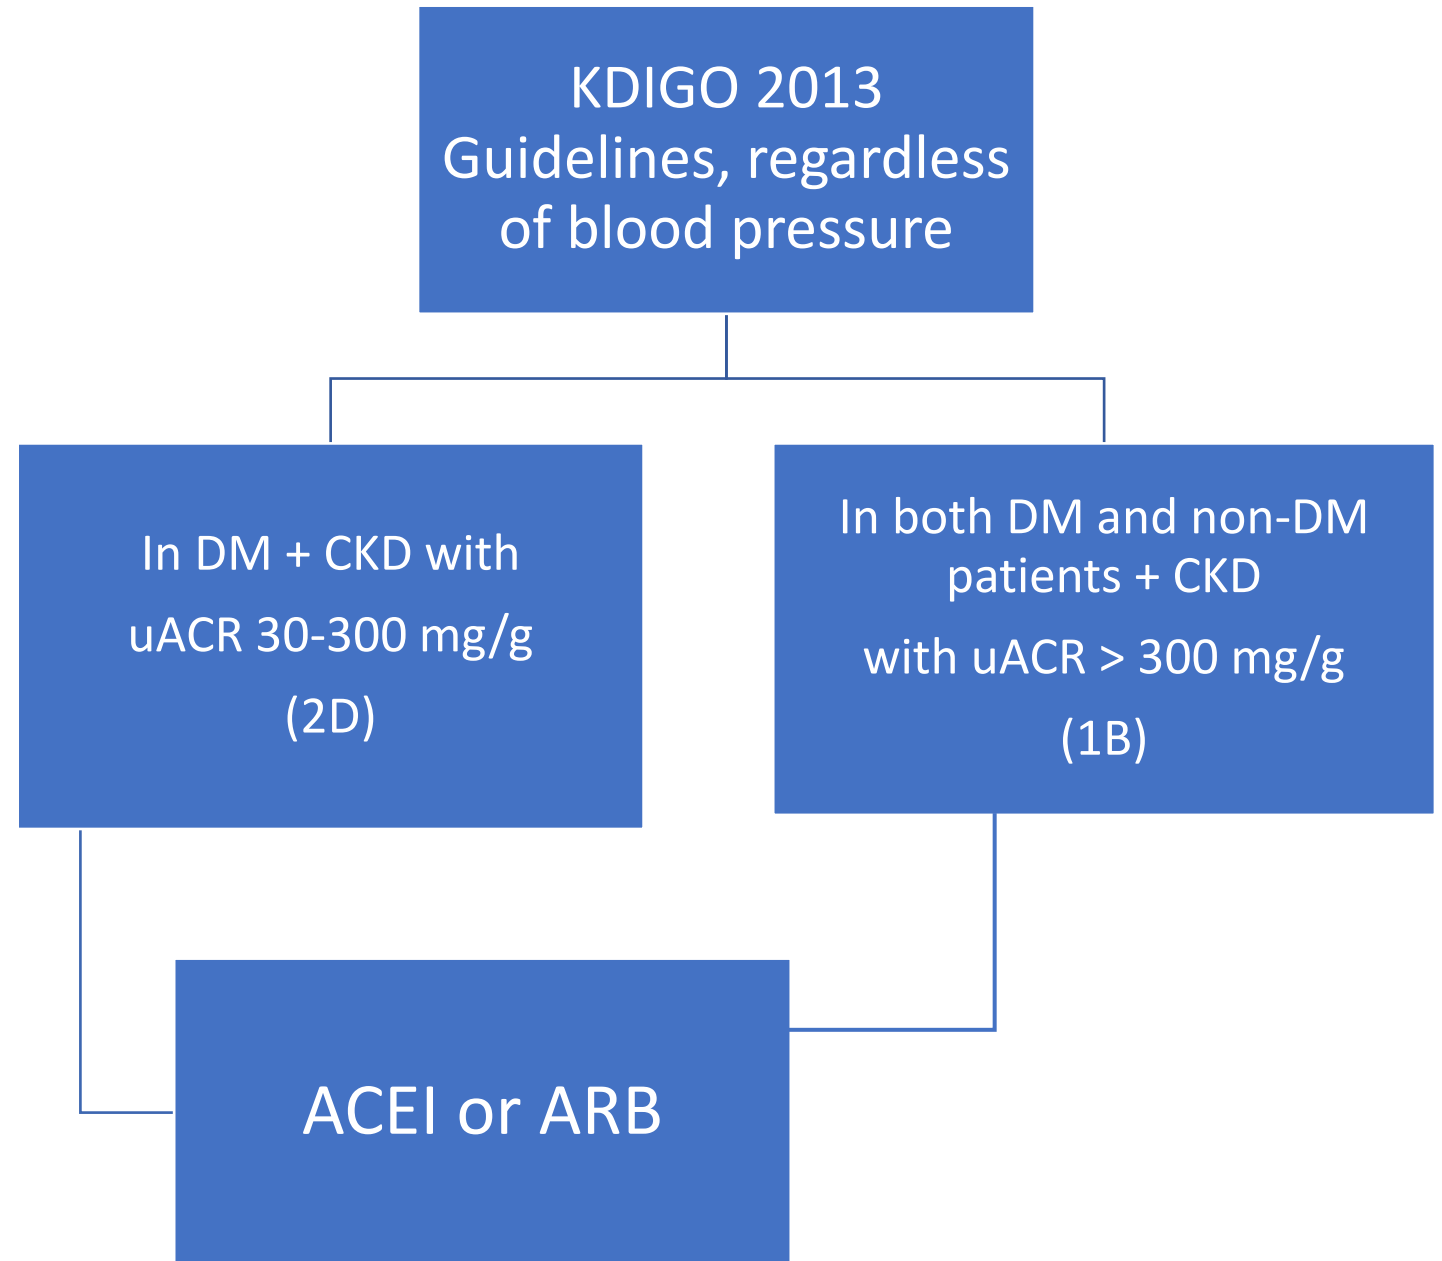 KDIGO 2013
Guidelines, regardless
of blood pressure
In DM + CKD with
uACR 30-300 mg/g
(2D)
In both DM and non-DM
patients + CKD
with uACR > 300 mg/g
(1B)
ACEI or ARB